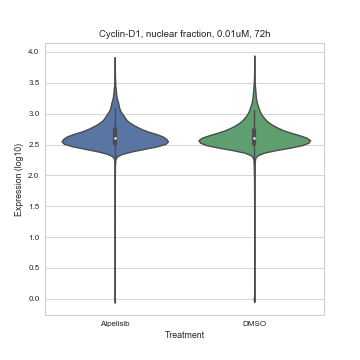 Cyclin-D1, nuclear fraction, 0.01uM, 72h
4.0
3.5
3.0
2.5
2.0
1.5
1.0
0.5
0.0
Expression (log10)
Alpelisib
DMSO
Treatment